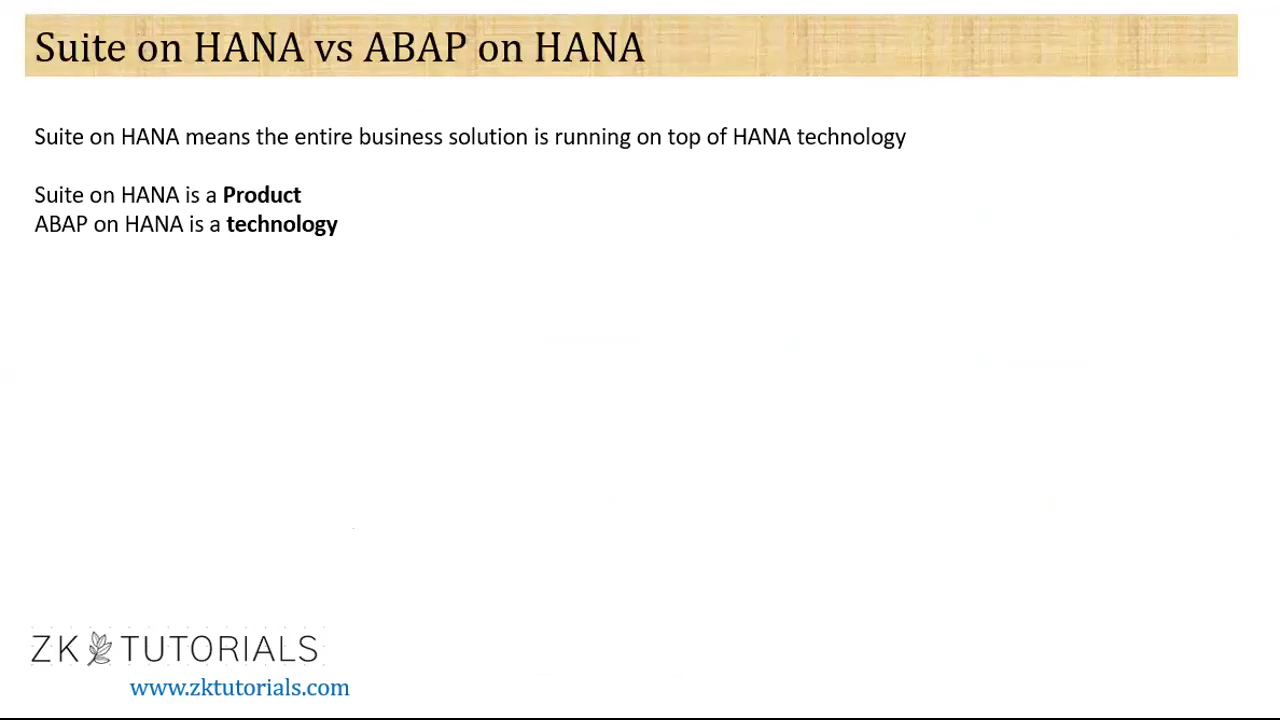 Suite on HANA vs ABAP on HANA
Suite on HANA means the entire business solution is running on top of HANA technology
Suite on HANA is a Product
ABAP on HANA is a technology
ZK TUTORIALS
www.zktutorials.com